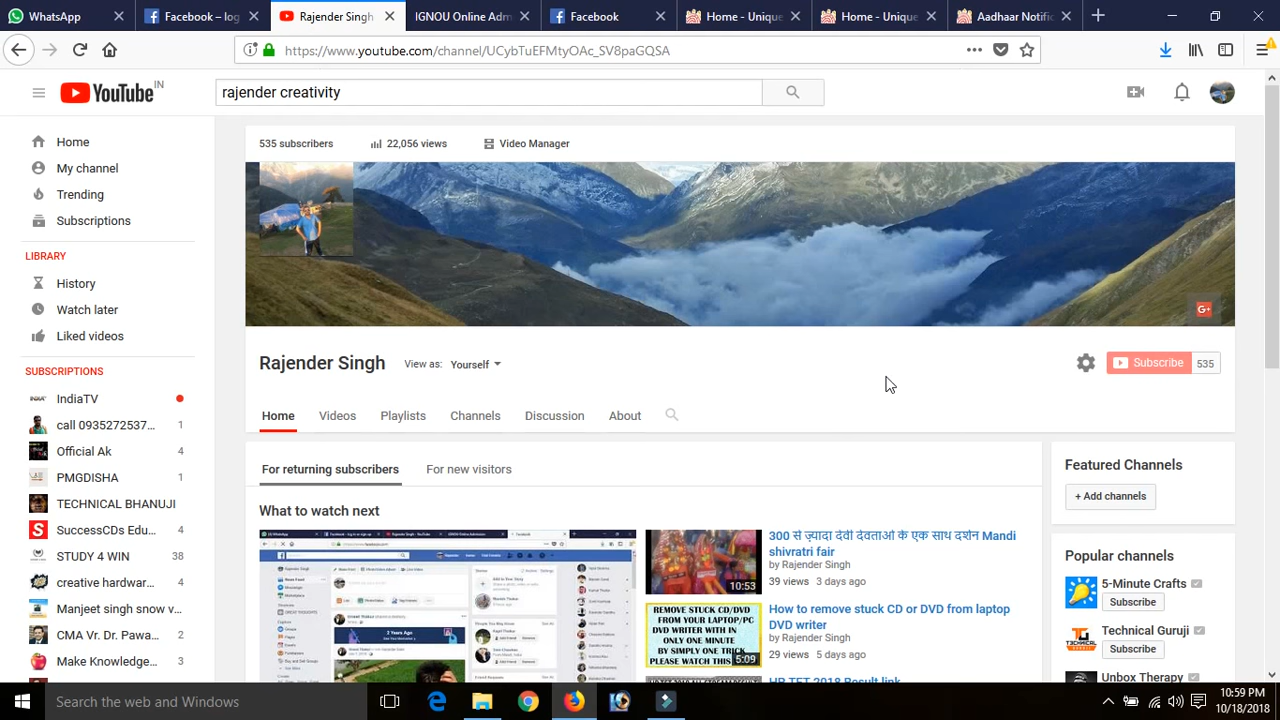 WhatsApp
Facebook – log
Rajender Singh
IGNOU Online Adm
Facebook
Home - Unique
Home - Unique
Aadhaar Notific
https://www.youtube.com/channel/UCybTuEFMtyOAc_SV8paGQSA
YouTube IN
rajender creativity
Home
My channel
Trending
Subscriptions
LIBRARY
History
Watch later
Liked videos
SUBSCRIPTIONS
IndiaTV
call 0935272537... 1
Official Ak 4
PMGDISHA 1
TECHNICAL BHANUJI
SuccessCDs Edu... 4
STUDY 4 WIN 38
creative hardwar... 4
Manjeet singh snow v...
CMA Vr. Dr. Pawa... 2
Make Knowledge... 3
535 subscribers
22,056 views
Video Manager
G+
Rajender Singh
View as: Yourself
Subscribe 535
Home Videos Playlists Channels Discussion About
For returning subscribers
For new visitors
What to watch next
2 Years Ago
300 से ज़्यादा देवी देवताओं के एक साथ दर्शन Mandi
shivratri fair
by Rajender Singh
39 views 3 days ago
10:53
REMOVE STUCK CD/DVD
FROM YOUR LAPTOP/PC
DVD WRITER WITH IN
ONLY ONE MINUTE
BY SIMPLY ONE TRI
PLEASE WATCH THIS
5:09
How to remove stuck CD or DVD from laptop
DVD writer
by Rajender Singh
29 views 5 days ago
HP TET 2018 Result link
Featured Channels
+ Add channels
Popular channels
5-Minute Crafts
Subscribe
Technical Guruji
Subscribe
Unbox Therapy
Search the web and Windows
10:59 PM
10/18/2018